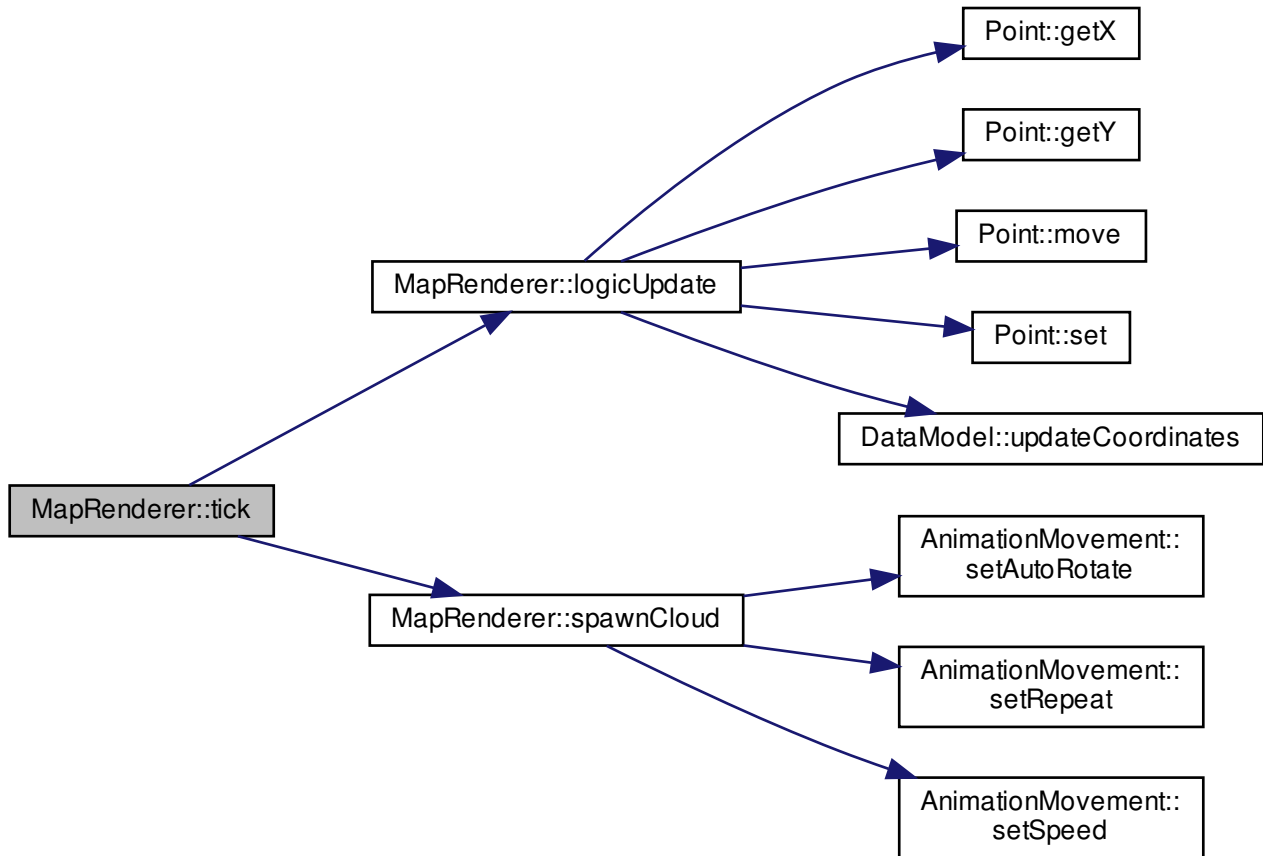 Point::getX
Point::getY
Point::move
MapRenderer::logicUpdate
Point::set
DataModel::updateCoordinates
MapRenderer::tick
AnimationMovement::
setAutoRotate
MapRenderer::spawnCloud
AnimationMovement::
setRepeat
AnimationMovement::
setSpeed